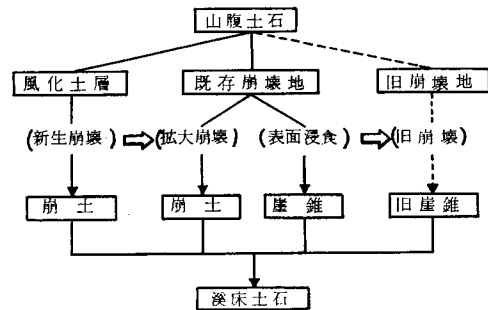 山腹土石
風化土層 既存崩壊地 旧崩壊地
(新生崩壊) ⇨ (拡大崩壊) (表面浸食) ⇨ (旧崩壊)
崩土 崩土 崖錐 旧崖錐
渓床土石